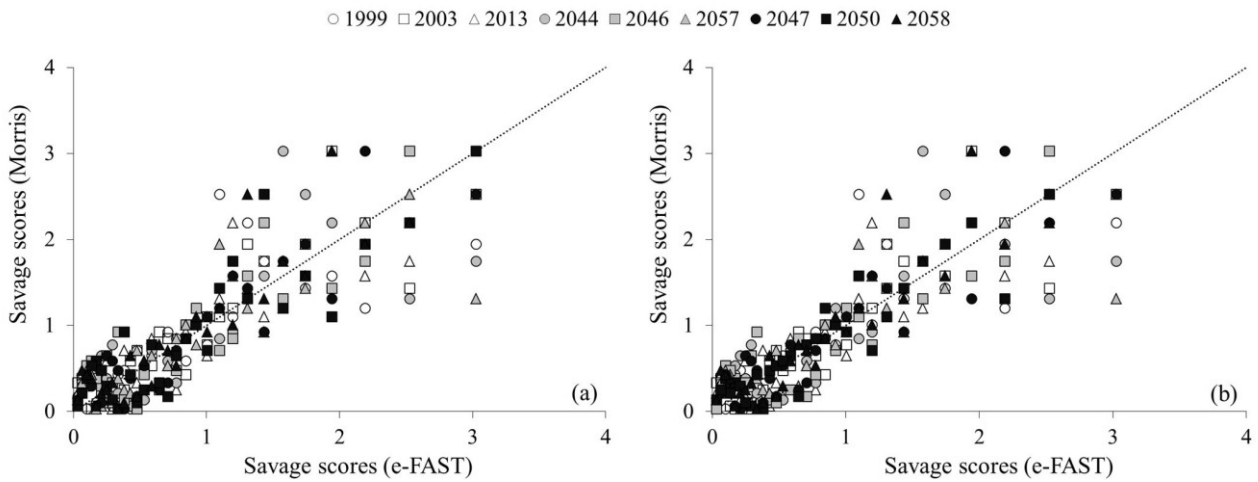 1999 2003 2013 2044 2046 2057 2047 2050 2058
4
3
2
1
0
Savage scores (Morris)
(a)
0 1 2 3 4
Savage scores (e-FAST)
4
3
2
1
0
Savage scores (Morris)
(b)
0 1 2 3 4
Savage scores (e-FAST)